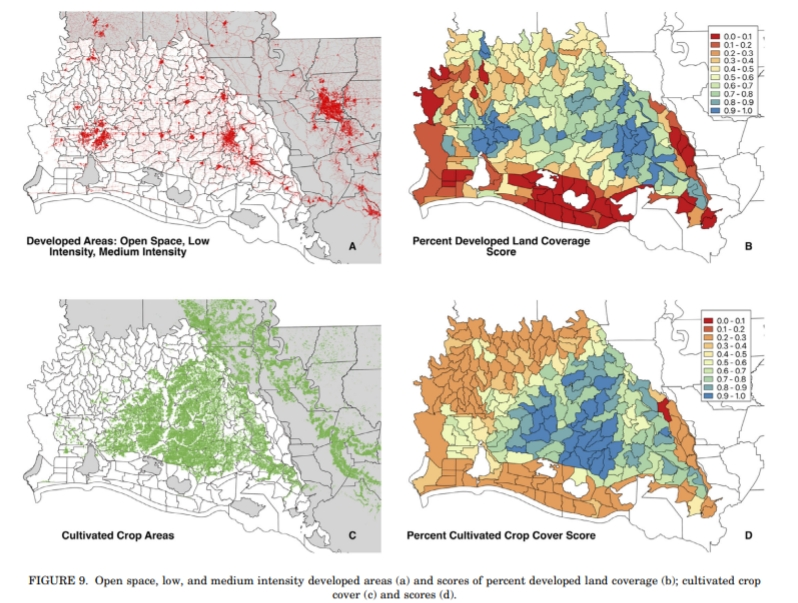 0.0 - 0.1
0.1 - 0.2
0.2 - 0.3
0.3 - 0.4
0.4 - 0.5
0.5 - 0.6
0.6 - 0.7
0.7 - 0.8
0.8 - 0.9
0.9 - 1.0
Developed Areas: Open Space, Low
Intensity, Medium Intensity
A
Percent Developed Land Coverage
Score
B
0.0 - 0.1
0.1 - 0.2
0.2 - 0.3
0.3 - 0.4
0.4 - 0.5
0.5 - 0.6
0.6 - 0.7
0.7 - 0.8
0.8 - 0.9
0.9 - 1.0
Cultivated Crop Areas
C
Percent Cultivated Crop Cover Score
D
FIGURE 9. Open space, low, and medium intensity developed areas (a) and scores of percent developed land coverage (b); cultivated crop
cover (c) and scores (d).